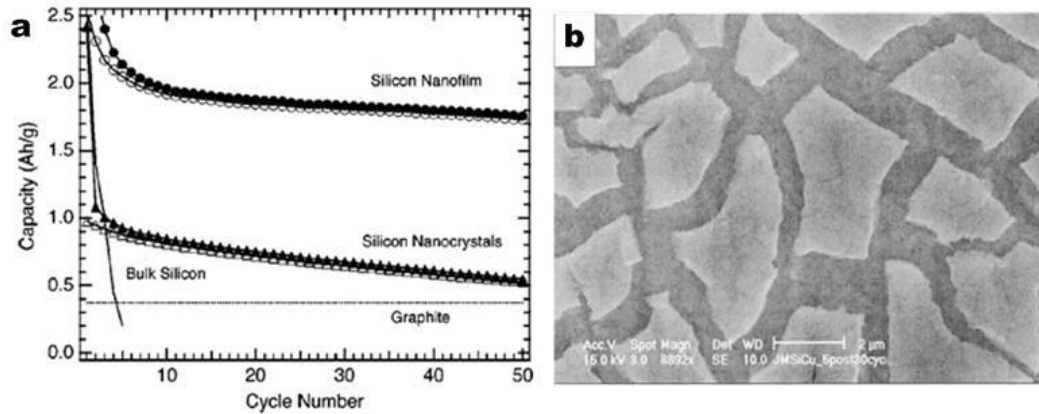 a
b
2.5
2.0
1.5
1.0
0.5
0.0
Capacity (Ah/g)
Silicon Nanofilm
Silicon Nanocrystals
Bulk Silicon
Graphite
10
20
30
40
50
Cycle Number
Acc.V Spot Magn Det WD 2 µm
15.0 kV 3.0 8892x SE 10.0 JMSiCu_5post30cyc